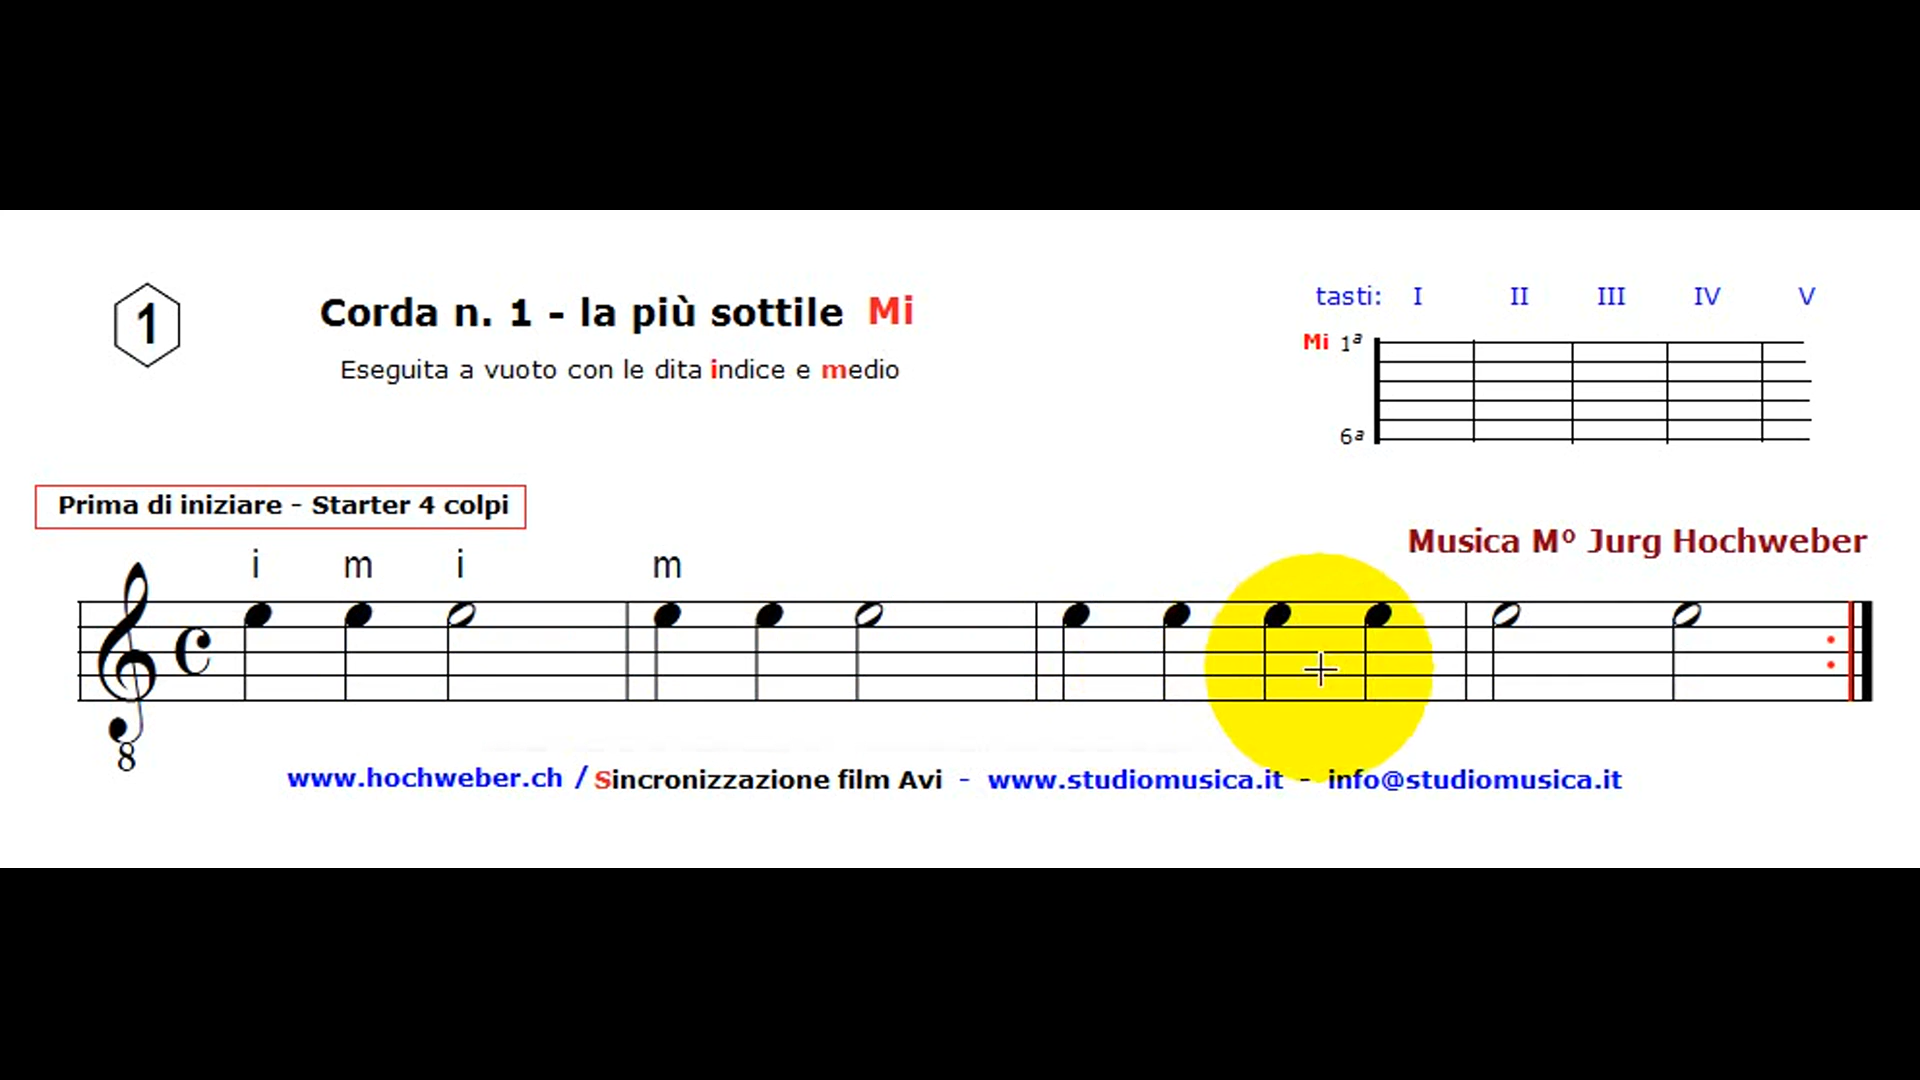 1
Corda n. 1 - la più sottile Mi
Eseguita a vuoto con le dita indice e medio
tasti: I II III IV V
Mi 1ª
6ª
Prima di iniziare - Starter 4 colpi
Musica Mº Jurg Hochweber
i m i m
8
www.hochweber.ch / Sincronizzazione film Avi - www.studiomusica.it - info@studiomusica.it